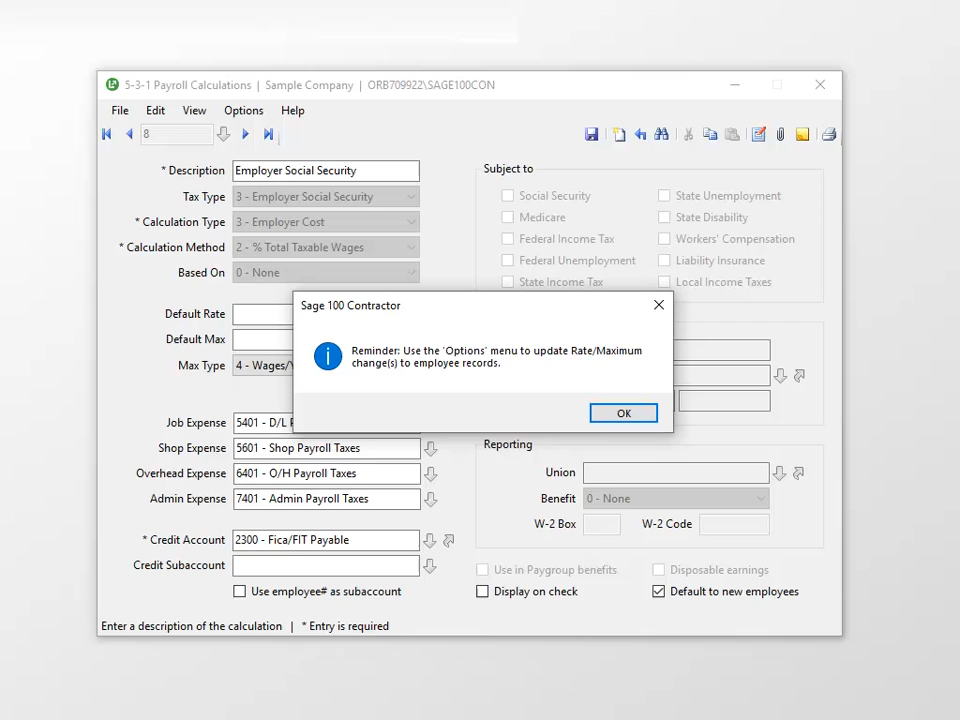 5-3-1 Payroll Calculations | Sample Company | ORB709922\SAGE100CON
File Edit View Options Help
8
* Description Employer Social Security
Tax Type 3 - Employer Social Security
* Calculation Type 3 - Employer Cost
* Calculation Method 2 - % Total Taxable Wages
Based On 0 - None
Default Rate
Default Max
Max Type 4 - Wages/
Job Expense 5401 - D/L
Shop Expense 5601 - Shop Payroll Taxes
Overhead Expense 6401 - O/H Payroll Taxes
Admin Expense 7401 - Admin Payroll Taxes
* Credit Account 2300 - Fica/FIT Payable
Credit Subaccount
Use employee# as subaccount
Subject to
Social Security State Unemployment
Medicare State Disability
Federal Income Tax Workers' Compensation
Federal Unemployment Liability Insurance
State Income Tax Local Income Taxes
Sage 100 Contractor
Reminder: Use the 'Options' menu to update Rate/Maximum
change(s) to employee records.
OK
Reporting
Union
Benefit 0 - None
W-2 Box W-2 Code
Use in Paygroup benefits Disposable earnings
Display on check Default to new employees
Enter a description of the calculation | * Entry is required